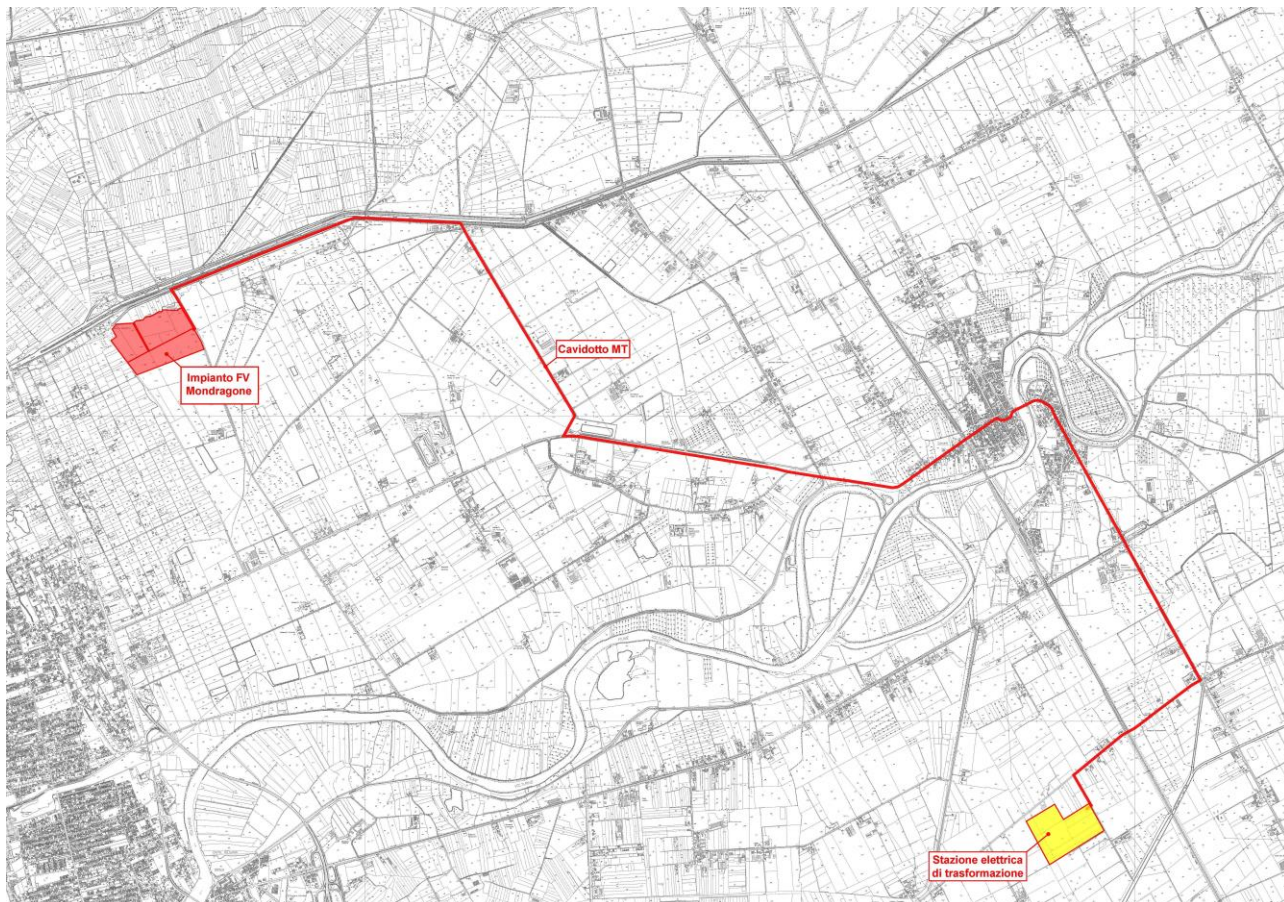 Cavidotto MT
Impianto FV
Mondragone
Stazione elettrica
di trasformazione